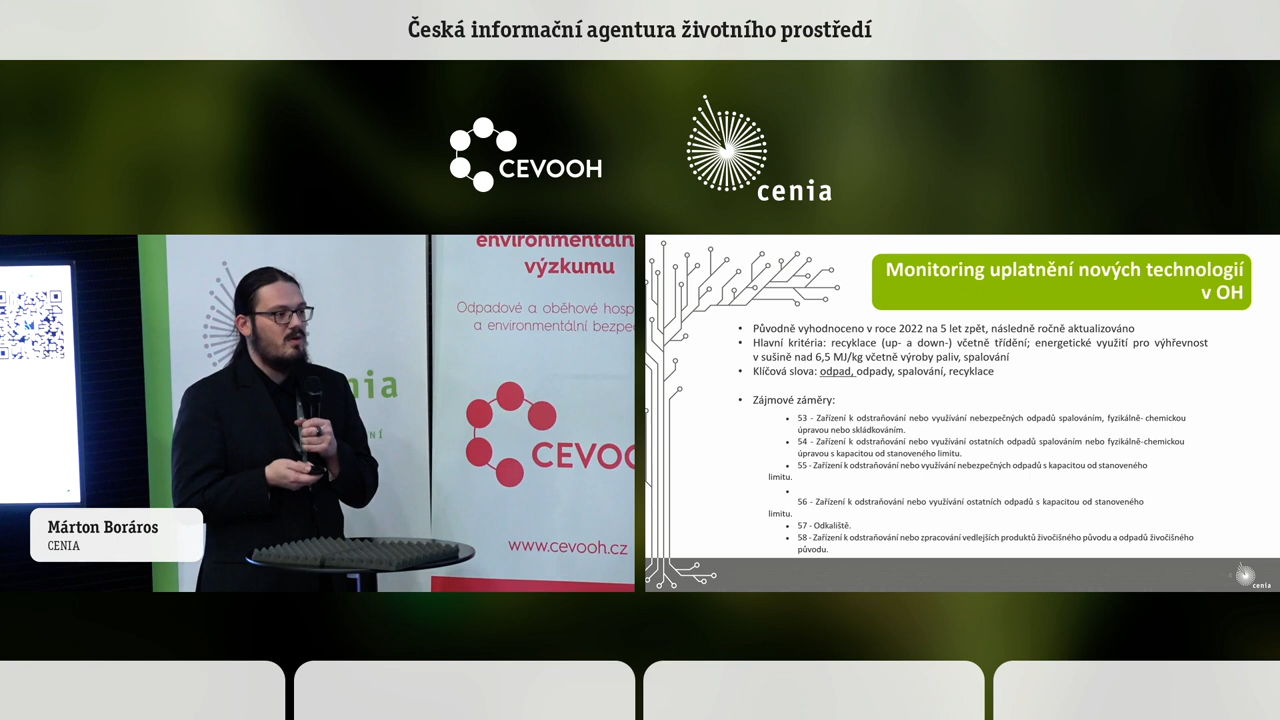 Česká informační agentura životního prostředí
CEVOOH
cenia
environmentáln
výzkumu
Odpadové a oběhové hosp
a environmentální bezpe
nia
CEVOO
www.cevooh.cz
Márton Boráros
CENIA
Monitoring uplatnění nových technologií
v OH
• Původně vyhodnoceno v roce 2022 na 5 let zpět, následně ročně aktualizováno
• Hlavní kritéria: recyklace (up- a down-) včetně třídění; energetické využití pro výhřevnost
v sušině nad 6,5 MJ/kg včetně výroby paliv, spalování
• Klíčová slova: odpad, odpady, spalování, recyklace
• Zájmové záměry:
• 53 - Zařízení k odstraňování nebo využívání nebezpečných odpadů spalováním, fyzikálně- chemickou
úpravou nebo skládkováním.
• 54 - Zařízení k odstraňování nebo využívání ostatních odpadů spalováním nebo fyzikálně-chemickou
úpravou s kapacitou od stanoveného limitu.
• 55 - Zařízení k odstraňování nebo využívání nebezpečných odpadů s kapacitou od stanoveného
limitu.
•
56 - Zařízení k odstraňování nebo využívání ostatních odpadů s kapacitou od stanoveného
limitu.
• 57 - Odkaliště.
• 58 - Zařízení k odstraňování nebo zpracování vedlejších produktů živočišného původu a odpadů živočišného
původu.
cenia